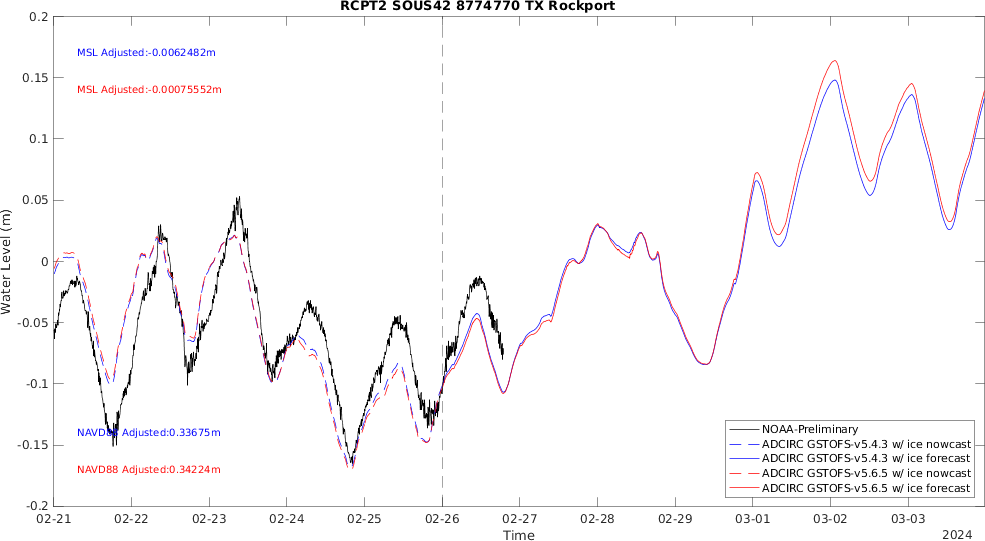 RCPT2 SOUS42 8774770 TX Rockport
0.2
MSL Adjusted:-0.0062482m
0.15
MSL Adjusted:-0.00075552m
0.1
0.05
Water Level (m)
0
-0.05
-0.1
NAVD88 Adjusted:0.33675m
-0.15
NAVD88 Adjusted:0.34224m
-0.2
NOAA-Preliminary
ADCIRC GSTOFS-v5.4.3 w/ ice nowcast
ADCIRC GSTOFS-v5.4.3 w/ ice forecast
ADCIRC GSTOFS-v5.6.5 w/ ice nowcast
ADCIRC GSTOFS-v5.6.5 w/ ice forecast
02-21 02-22 02-23 02-24 02-25 02-26 02-27 02-28 02-29 03-01 03-02 03-03
Time
2024